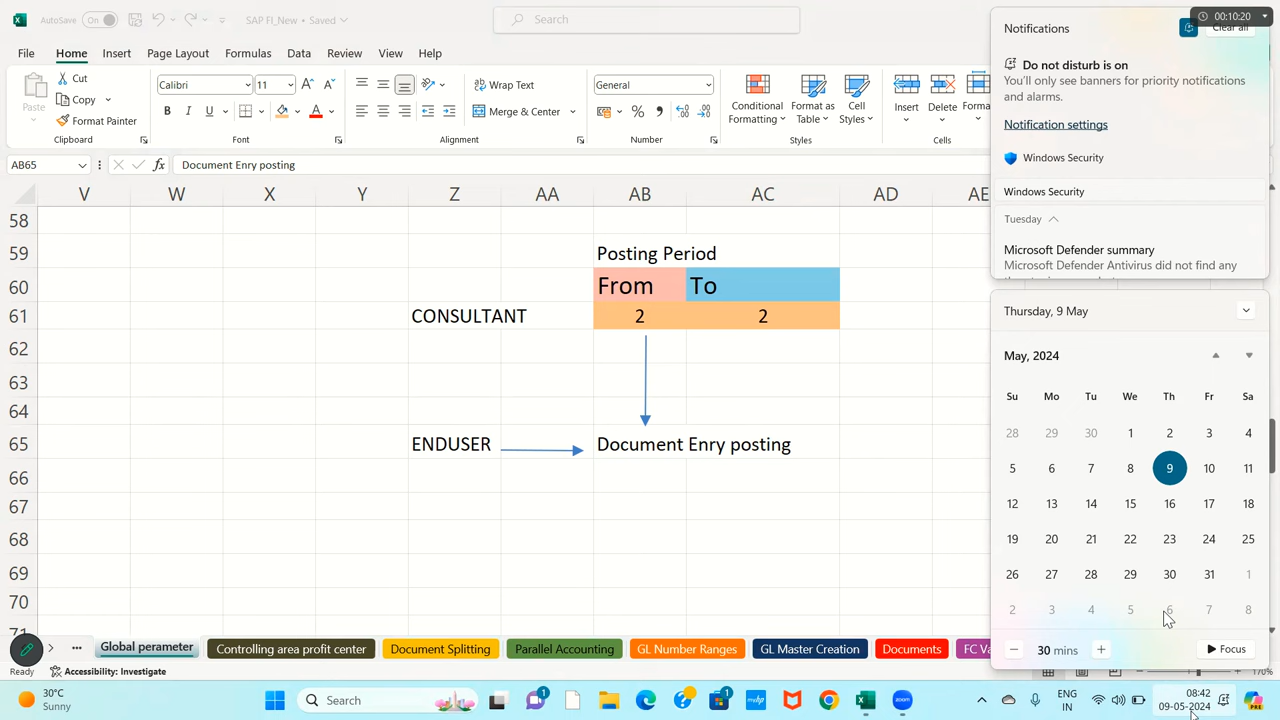 AutoSave Off SAP FI_New • Saved Search 00:10:20
File Home Insert Page Layout Formulas Data Review View Help
Paste Cut Copy Format Painter
Calibri 11
Wrap Text
Merge & Center
General
Conditional Formatting
Format as Table
Cell Styles
Insert Delete
Clipboard Font Alignment Number Styles Cells
AB65 fx Document Enry posting
V W X Y Z AA AB AC AD AE
58
59 Posting Period
60 From To
61 CONSULTANT 2 2
62
63
64
65 ENDUSER Document Enry posting
66
67
68
69
70
Global perameter Controlling area profit center Document Splitting Parallel Accounting GL Number Ranges GL Master Creation Documents
Ready Accessibility: Investigate 170%
Notifications Clear all
Do not disturb is on
You'll only see banners for priority notifications
and alarms.
Notification settings
Windows Security
Windows Security
Tuesday
Microsoft Defender summary
Microsoft Defender Antivirus did not find any
Thursday, 9 May
May, 2024
Su Mo Tu We Th Fr Sa
28 29 30 1 2 3 4
5 6 7 8 9 10 11
12 13 14 15 16 17 18
19 20 21 22 23 24 25
26 27 28 29 30 31 1
2 3 4 5 6 7 8
30 mins Focus
30°C
Sunny
Search
ENG
IN
08:42
09-05-2024